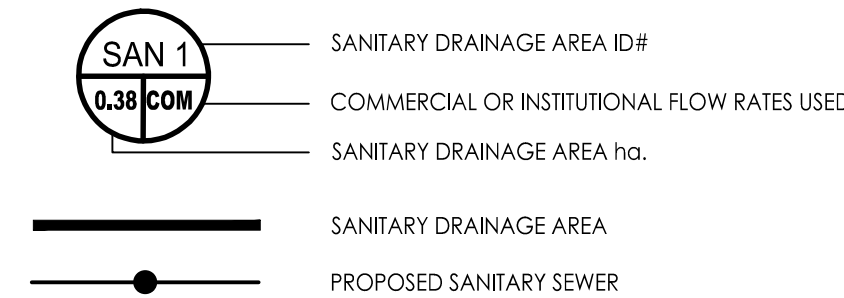 SAN 1
0.38 COM
SANITARY DRAINAGE AREA ID#
COMMERCIAL OR INSTITUTIONAL FLOW RATES USED
SANITARY DRAINAGE AREA ha.
SANITARY DRAINAGE AREA
PROPOSED SANITARY SEWER